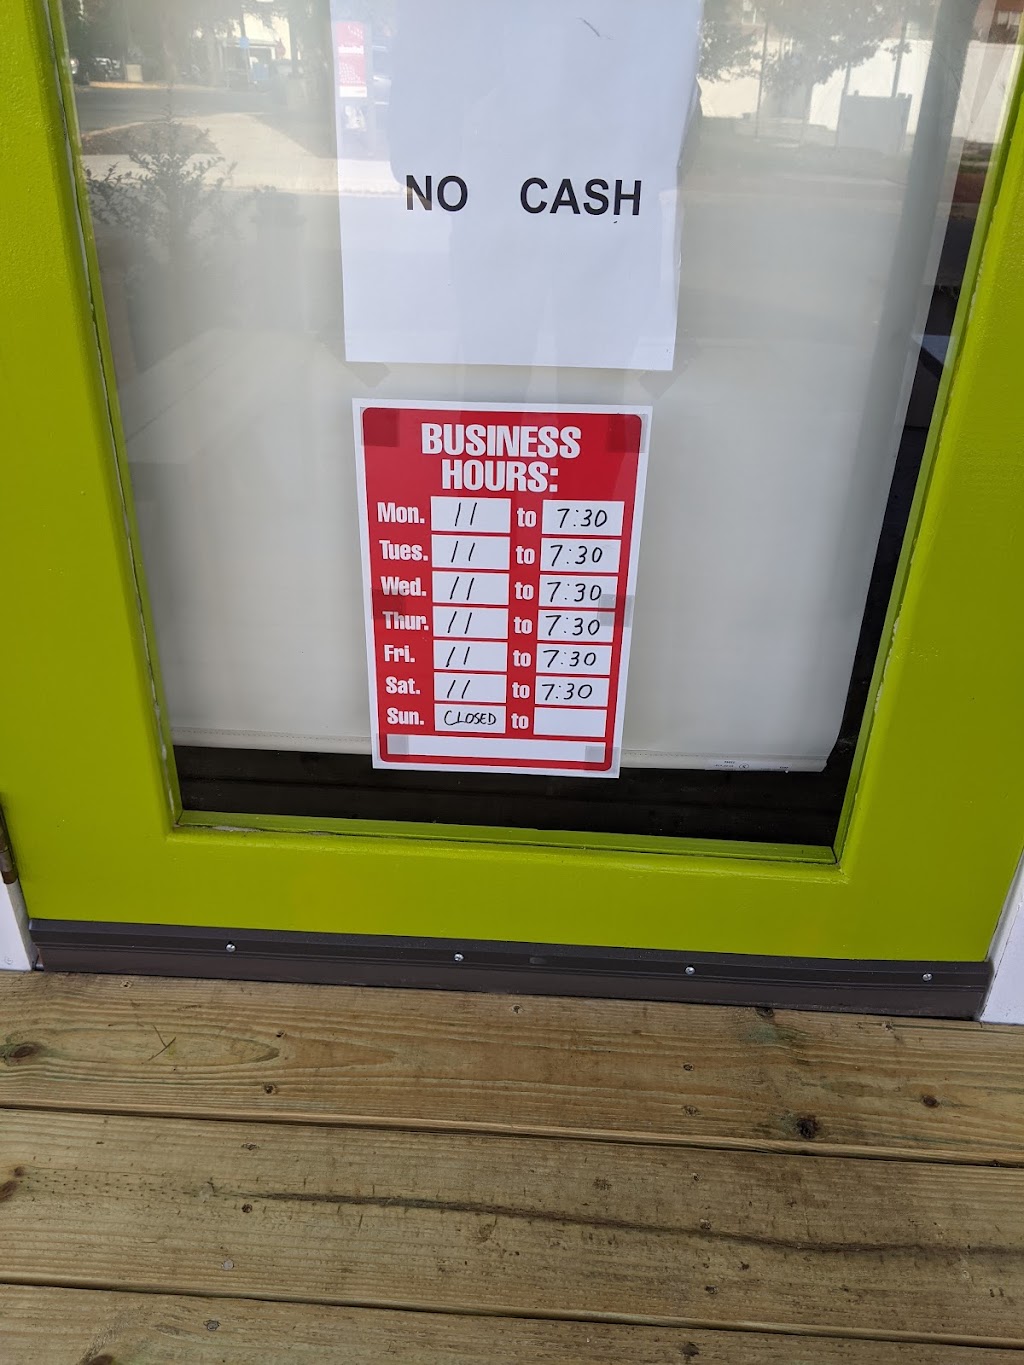 NO CASH
BUSINESS
HOURS:
Mon. 11 to 7:30
Tues. 11 to 7:30
Wed. 11 to 7:30
Thur. 11 to 7:30
Fri. 11 to 7:30
Sat. 11 to 7:30
Sun. CLOSED to